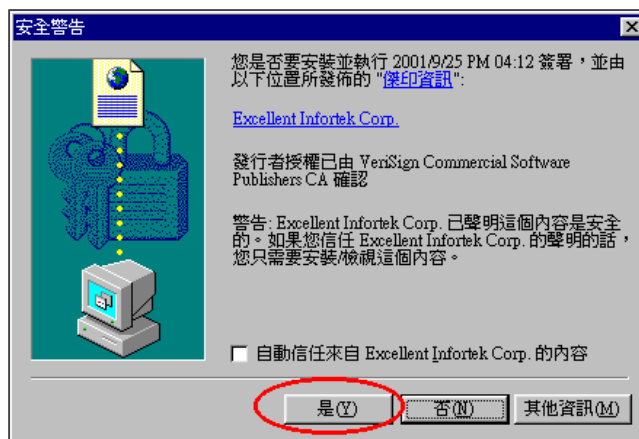 安全警告
您是否要安裝並執行 2001/9/25 PM 04:12 簽署，並由
以下位置所發佈的 "傑印資訊":
Excellent Infortek Corp.
發行者授權已由 VeriSign Commercial Software
Publishers CA 確認
警告: Excellent Infortek Corp. 已聲明這個內容是安全
的。如果您信任 Excellent Infortek Corp. 的聲明的話，
您只需要安裝/檢視這個內容。
自動信任來自 Excellent Infortek Corp. 的內容
是(Y) 否(N) 其他資訊(M)